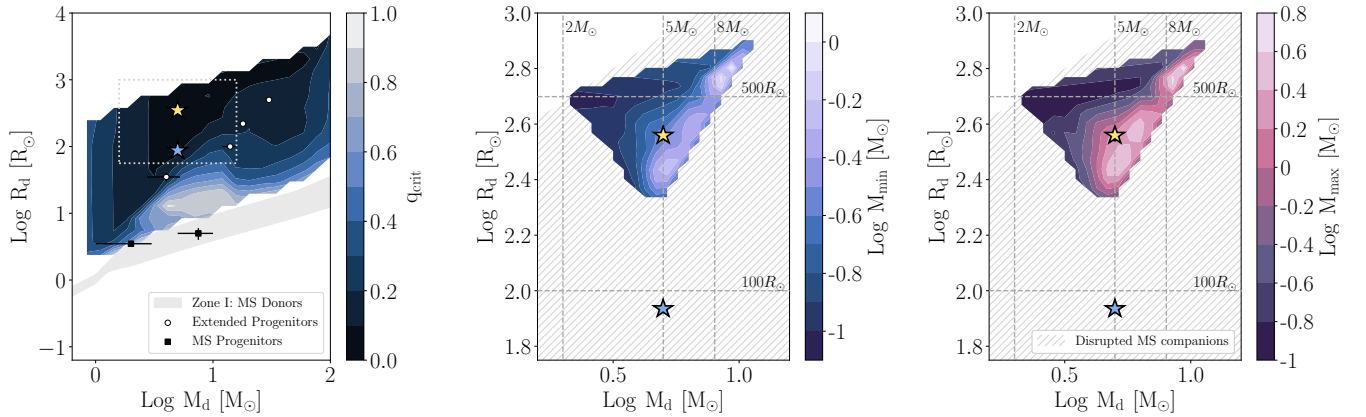 4
3
2
1
0
−1
0
1
2
Log R_d [R_⊙]
Log M_d [M_⊙]
Zone I: MS Donors
Extended Progenitors
MS Progenitors
1.0
0.8
0.6
0.4
0.2
0.0
q_crit
3.0
2.8
2.6
2.4
2.2
2.0
1.8
0.5
1.0
Log R_d [R_⊙]
Log M_d [M_⊙]
2M_⊙
5M_⊙
8M_⊙
500R_⊙
100R_⊙
0
-0.2
-0.4
-0.6
-0.8
-1
Log M_min [M_⊙]
3.0
2.8
2.6
2.4
2.2
2.0
1.8
0.5
1.0
Log R_d [R_⊙]
Log M_d [M_⊙]
2M_⊙
5M_⊙
8M_⊙
500R_⊙
100R_⊙
Disrupted MS companions
0.8
0.6
0.4
0.2
0
-0.2
-0.4
-0.6
-0.8
-1
Log M_max [M_⊙]